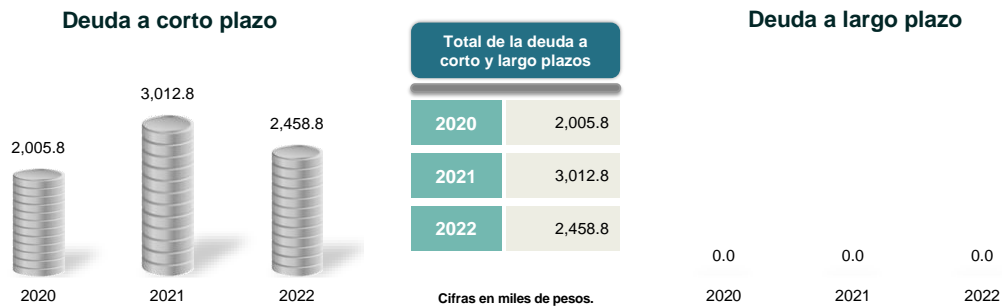 Deuda a corto plazo
3,012.8
2,458.8
2,005.8
2020 2021 2022
Total de la deuda a
corto y largo plazos
2020 2,005.8
2021 3,012.8
2022 2,458.8
Cifras en miles de pesos.
Deuda a largo plazo
0.0 0.0 0.0
2020 2021 2022